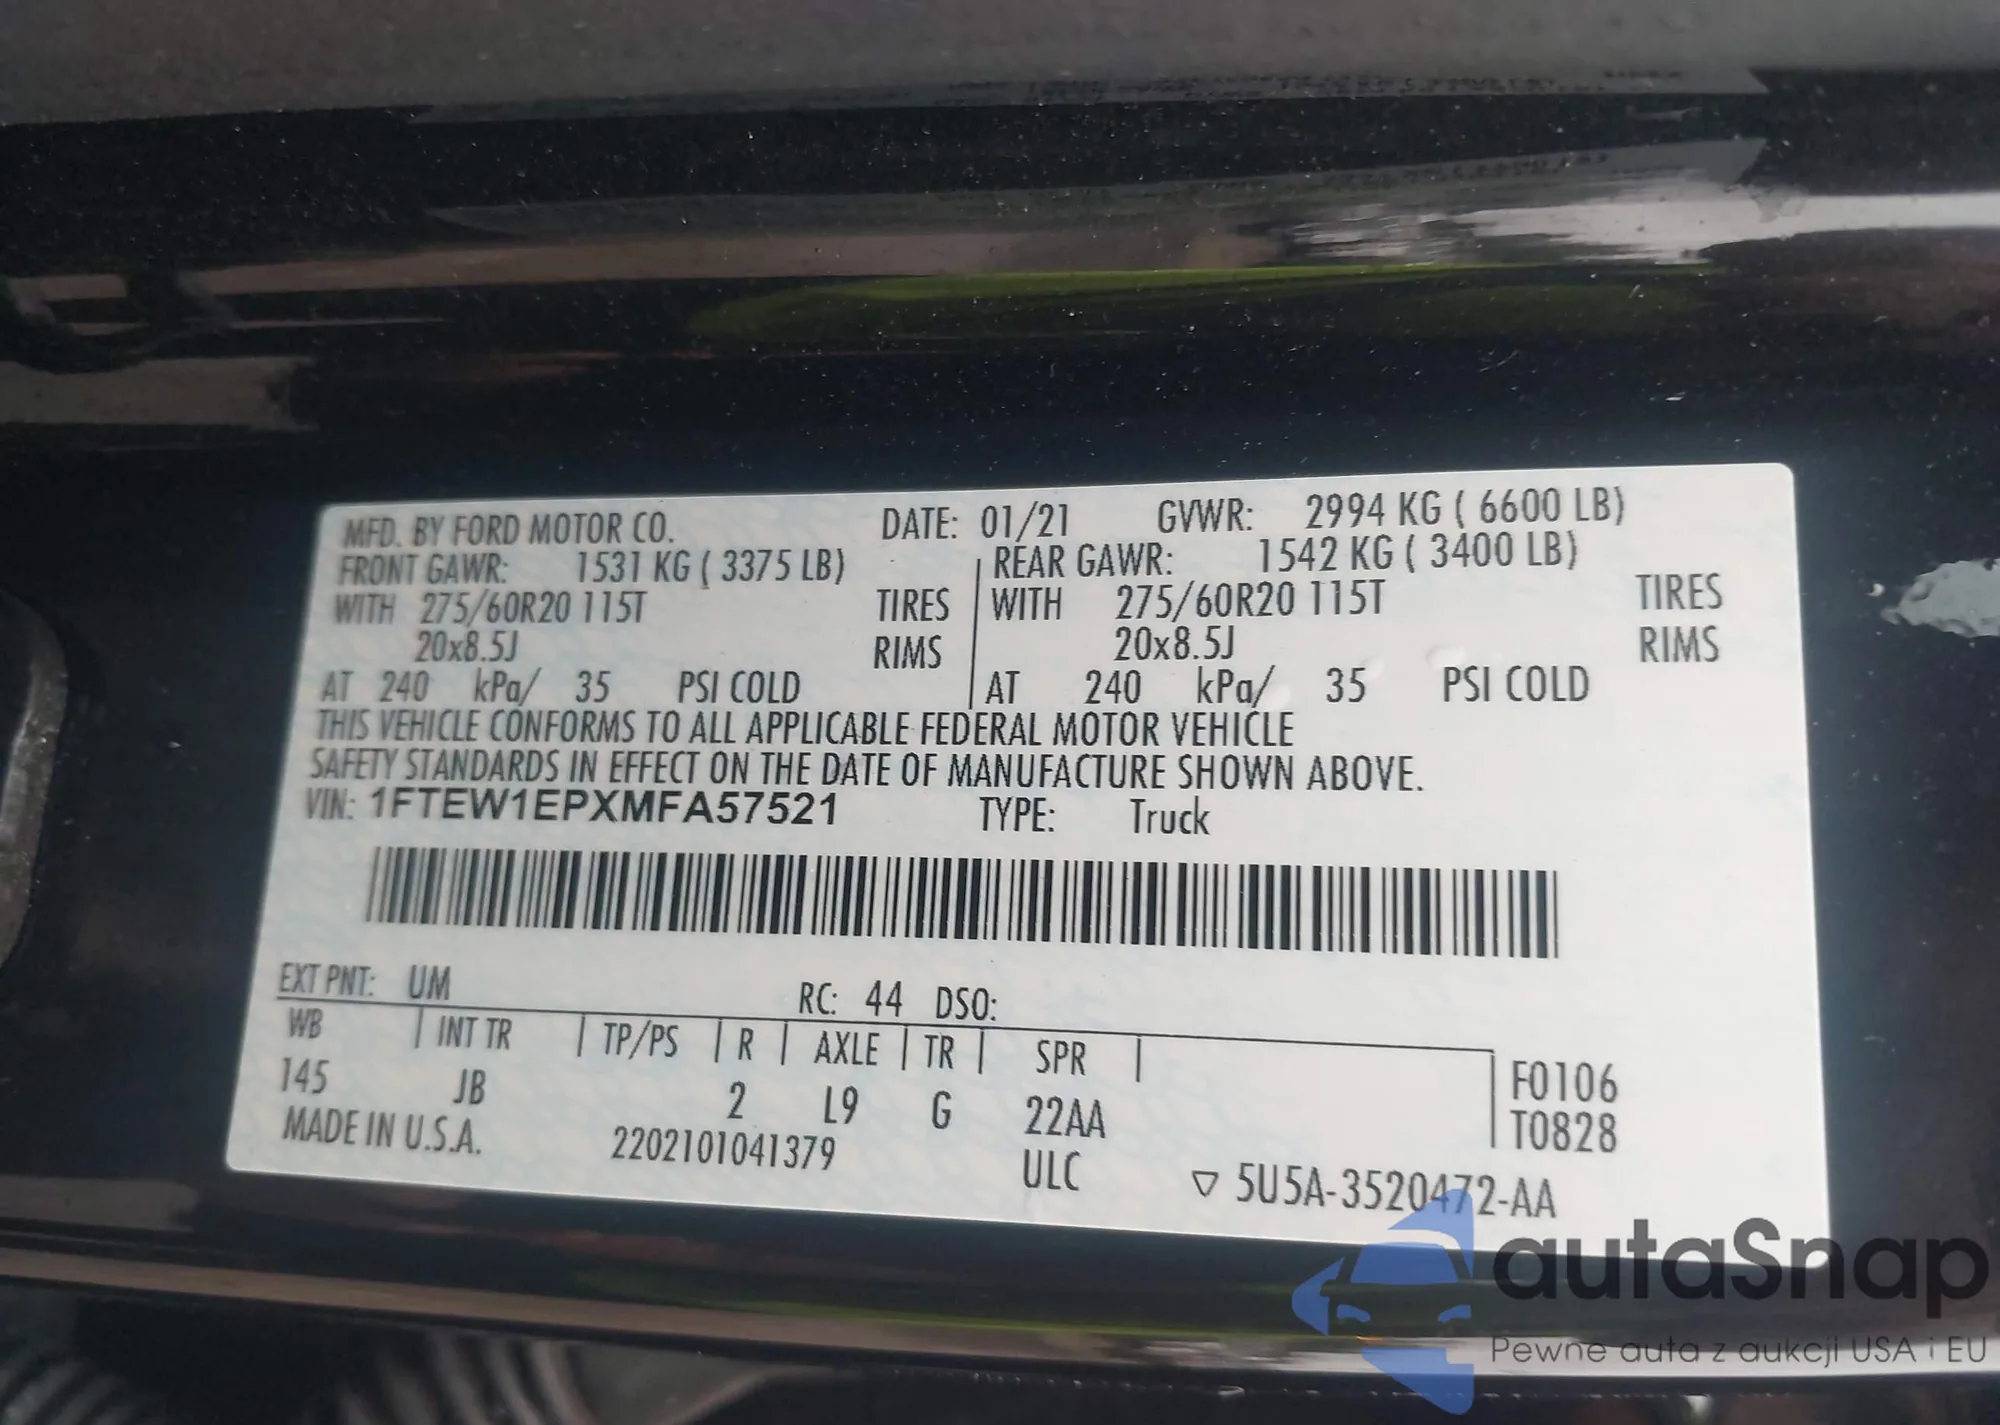 MFD. BY FORD MOTOR CO. DATE: 01/21 GVWR: 2994 KG ( 6600 LB)
FRONT GAWR: 1531 KG ( 3375 LB) REAR GAWR: 1542 KG ( 3400 LB)
WITH 275/60R20 115T TIRES WITH 275/60R20 115T TIRES
20x8.5J RIMS 20x8.5J RIMS
AT 240 kPa/ 35 PSI COLD AT 240 kPa/ 35 PSI COLD
THIS VEHICLE CONFORMS TO ALL APPLICABLE FEDERAL MOTOR VEHICLE
SAFETY STANDARDS IN EFFECT ON THE DATE OF MANUFACTURE SHOWN ABOVE.
VIN: 1FTEW1EPXMFA57521 TYPE: Truck
EXT PNT: UM RC: 44 DSO:
WB INT TR TP/PS R AXLE TR SPR
145 JB 2 L9 G 22AA
F0106
T0828
MADE IN U.S.A. 2202101041379 ULC ▽ 5U5A-3520472-AA
autaSnap
Pewne auta z aukcji USA i EU